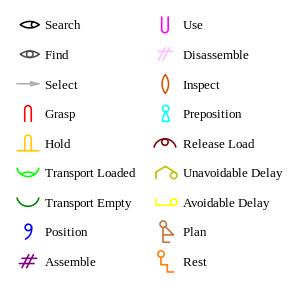 Search Use
Find Disassemble
Select Inspect
Grasp Preposition
Hold Release Load
Transport Loaded Unavoidable Delay
Transport Empty Avoidable Delay
Position Plan
Assemble Rest